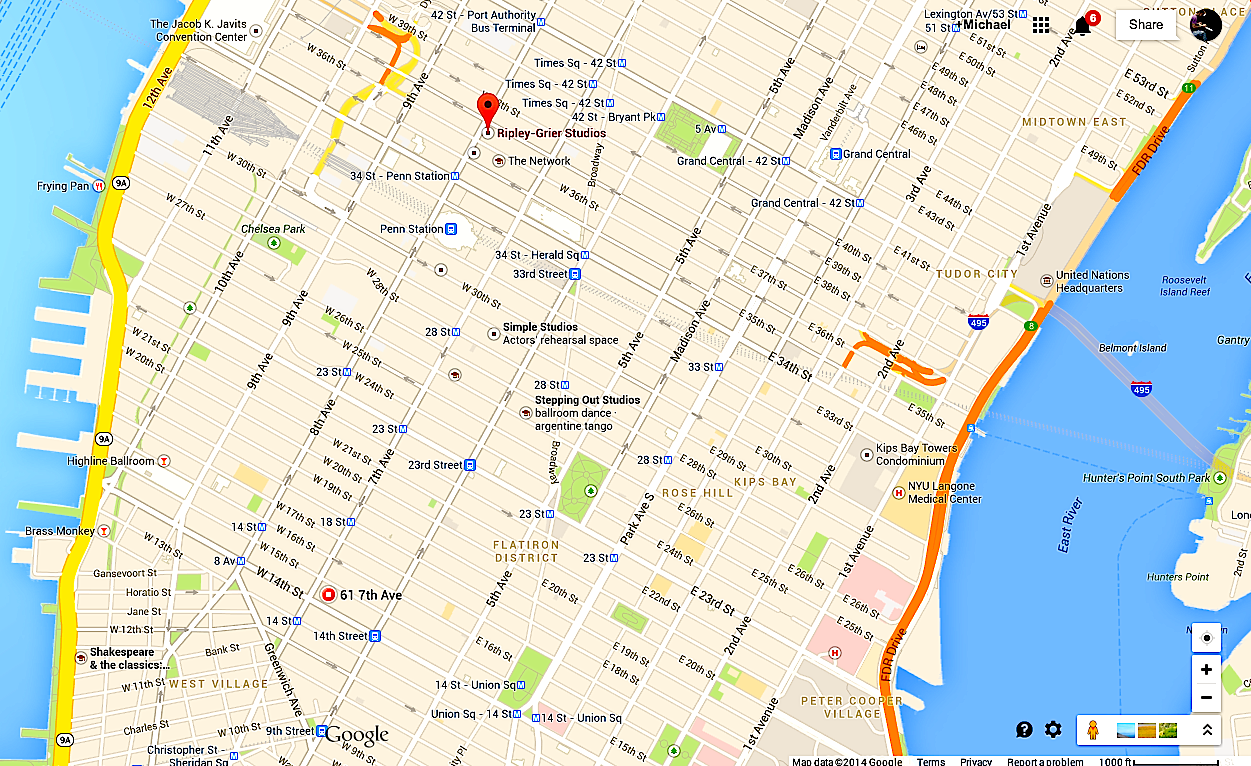 The Jacob K. Javits
Convention Center
42 St - Port Authority
Bus Terminal
W 39th St
Lexington Av/53 St
+Michael
6
Share
SUTTON PLACE
51 St
E 51st St
E 50th St
2nd Ave
Sutton
W 36th St
12th Ave
9th Ave
Times Sq - 42 St
Times Sq - 42 St
Times Sq - 42 St
42 St - Bryant Pk
5th Ave
Madison Ave
Vanderbilt Ave
E 49th St
E 48th St
E 47th St
E 46th St
E 53rd St
E 52nd St
11
11th Ave
Ripley-Grier Studios
The Network
Broadway
5 Av
Grand Central - 42 St
Grand Central
MIDTOWN EAST
E 49th St
FDR Drive
W 30th St
34 St - Penn Station
Frying Pan
9A
W 27th St
W 36th St
Grand Central - 42 St
3rd Ave
E 44th St
E 43rd St
1st Avenue
Chelsea Park
Penn Station
34 St - Herald Sq
33rd Street
5th Ave
E 40th St
E 39th St
E 38th St
E 41st St
E 37th St
TUDOR CITY
United Nations
Headquarters
Roosevelt
Island Reef
10th Ave
9th Ave
W 29th St
W 30th St
W 26th St
W 25th St
W 24th St
28 St
Simple Studios
Actors' rehearsal space
Madison Ave
5th Ave
E 35th St
E 36th St
E 34th St
495
8
Belmont Island
Gantry
W 21st St
W 20th St
9th Ave
23 St
28 St
33 St
2nd Ave
495
8th Ave
Stepping Out Studios
ballroom dance ·
argentine tango
E 33rd St
E 35th St
23 St
9A
Highline Ballroom
W 21st St
W 20th St
W 19th St
7th Ave
23rd Street
Broadway
28 St
E 28th St
E 29th St
E 30th St
KIPS BAY
ROSE HILL
2nd Ave
Kips Bay Towers
Condominium
NYU Langone
Medical Center
Hunter's Point South Park
East River
Brass Monkey
14 St
18 St
W 17th St
W 16th St
W 15th St
W 14th St
23 St
Park Ave S
E 26th St
E 24th St
FLATIRON
DISTRICT
23 St
1st Avenue
2nd St
W 13th St
Gansevoort St
Horatio St
Jane St
W 12th St
8 Av
61 7th Ave
5th Ave
E 20th St
E 22nd St
E 23rd St
E 25th St
E 26th St
E 26th St
E 25th St
Hunters Point
14 St
14th Street
Bank St
Greenwich Ave
Shakespeare
& the classics:...
W 11th St
WEST VILLAGE
E 16th St
E 19th St
E 18th St
E 20th St
2nd Ave
FDR Drive
14 St - Union Sq
Union Sq - 14 St
14 St - Union Sq
PETER COOPER
VILLAGE
1st Avenue
Charles St
W 10th St
9th Street
W 9th St
Google
9A
Christopher St -
Sheridan Sq
E 15th St
Map data ©2014 Google
Terms
Privacy
Report a problem
1000 ft